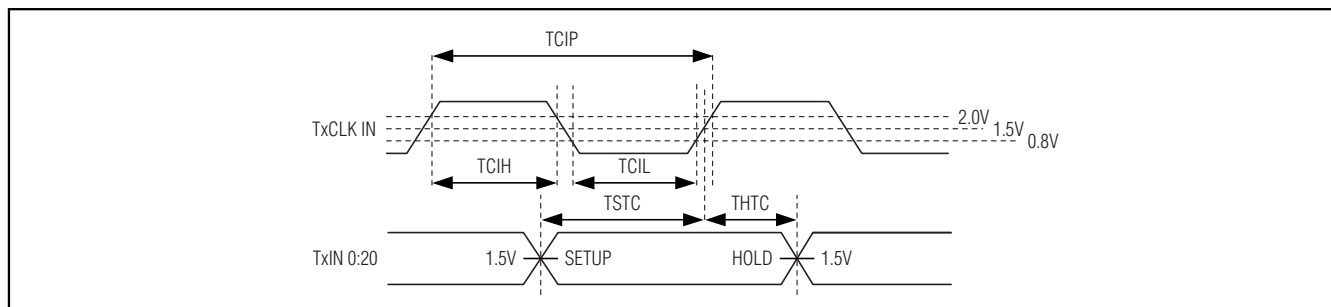 TCIP
TxCLK IN
2.0V
1.5V
0.8V
TCIH
TCIL
TSTC
THTC
TxIN 0:20
1.5V
SETUP
HOLD
1.5V